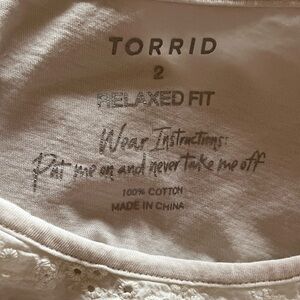 TORRID
2
RELAXED FIT
Wear Instructions:
Put me on and never take me off
100% COTTON
MADE IN CHINA